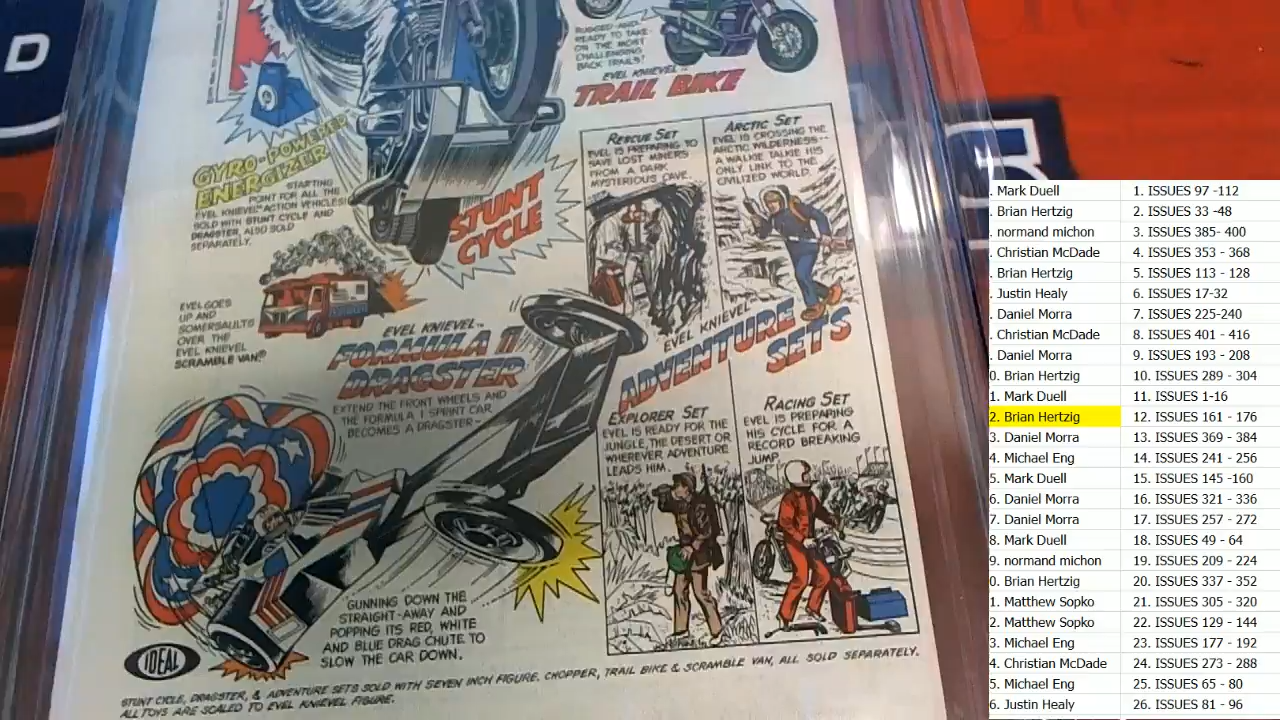 D
RUGGED AND
READY TO TAKE
ON THE MOST
CHALLENGING
BACK TRAILS!
EVEL KNIEVEL™
TRAIL BIKE
GYRO-POWERED
ENERGIZER
STARTING
POINT FOR ALL THE
EVEL KNIEVEL™ ACTION VEHICLES!
SOLD WITH STUNT CYCLE AND
DRAGSTER, ALSO SOLD
SEPARATELY.
STUNT
CYCLE
RESCUE SET
EVEL IS PREPARING TO
SAVE LOST MINERS
FROM A DARK
MYSTERIOUS CAVE.
ARCTIC SET
EVEL IS CROSSING THE
ARCTIC WILDERNESS--
A WALKIE TALKIE HIS
ONLY LINK TO THE
CIVILIZED WORLD.
EVEL GOES
UP AND
SOMERSAULTS
OVER THE
EVEL KNIEVEL
SCRAMBLE VAN®
EVEL KNIEVEL™
FORMULA II
DRAGSTER
EXTEND THE FRONT WHEELS AND
THE FORMULA 1 SPRINT CAR
BECOMES A DRAGSTER-
EVEL KNIEVEL
ADVENTURE
SETS
EXPLORER SET
EVEL IS READY FOR THE
JUNGLE, THE DESERT OR
WHEREVER ADVENTURE
LEADS HIM.
RACING SET
EVEL IS PREPARING
HIS CYCLE FOR A
RECORD BREAKING
JUMP.
GUNNING DOWN THE
STRAIGHT-AWAY AND
POPPING ITS RED, WHITE
AND BLUE DRAG CHUTE TO
SLOW THE CAR DOWN.
IDEAL
STUNT CYCLE, DRAGSTER, & ADVENTURE SETS SOLD WITH SEVEN INCH FIGURE. CHOPPER, TRAIL BIKE & SCRAMBLE VAN, ALL SOLD SEPARATELY.
ALL TOYS ARE SCALED TO EVEL KNIEVEL FIGURE.
. Mark Duell 1. ISSUES 97 -112
. Brian Hertzig 2. ISSUES 33 -48
. normand michon 3. ISSUES 385- 400
. Christian McDade 4. ISSUES 353 - 368
. Brian Hertzig 5. ISSUES 113 - 128
. Justin Healy 6. ISSUES 17-32
. Daniel Morra 7. ISSUES 225-240
. Christian McDade 8. ISSUES 401 - 416
. Daniel Morra 9. ISSUES 193 - 208
0. Brian Hertzig 10. ISSUES 289 - 304
1. Mark Duell 11. ISSUES 1-16
2. Brian Hertzig 12. ISSUES 161 - 176
3. Daniel Morra 13. ISSUES 369 - 384
4. Michael Eng 14. ISSUES 241 - 256
5. Mark Duell 15. ISSUES 145 -160
6. Daniel Morra 16. ISSUES 321 - 336
7. Daniel Morra 17. ISSUES 257 - 272
8. Mark Duell 18. ISSUES 49 - 64
9. normand michon 19. ISSUES 209 - 224
0. Brian Hertzig 20. ISSUES 337 - 352
1. Matthew Sopko 21. ISSUES 305 - 320
2. Matthew Sopko 22. ISSUES 129 - 144
3. Michael Eng 23. ISSUES 177 - 192
4. Christian McDade 24. ISSUES 273 - 288
5. Michael Eng 25. ISSUES 65 - 80
6. Justin Healy 26. ISSUES 81 - 96